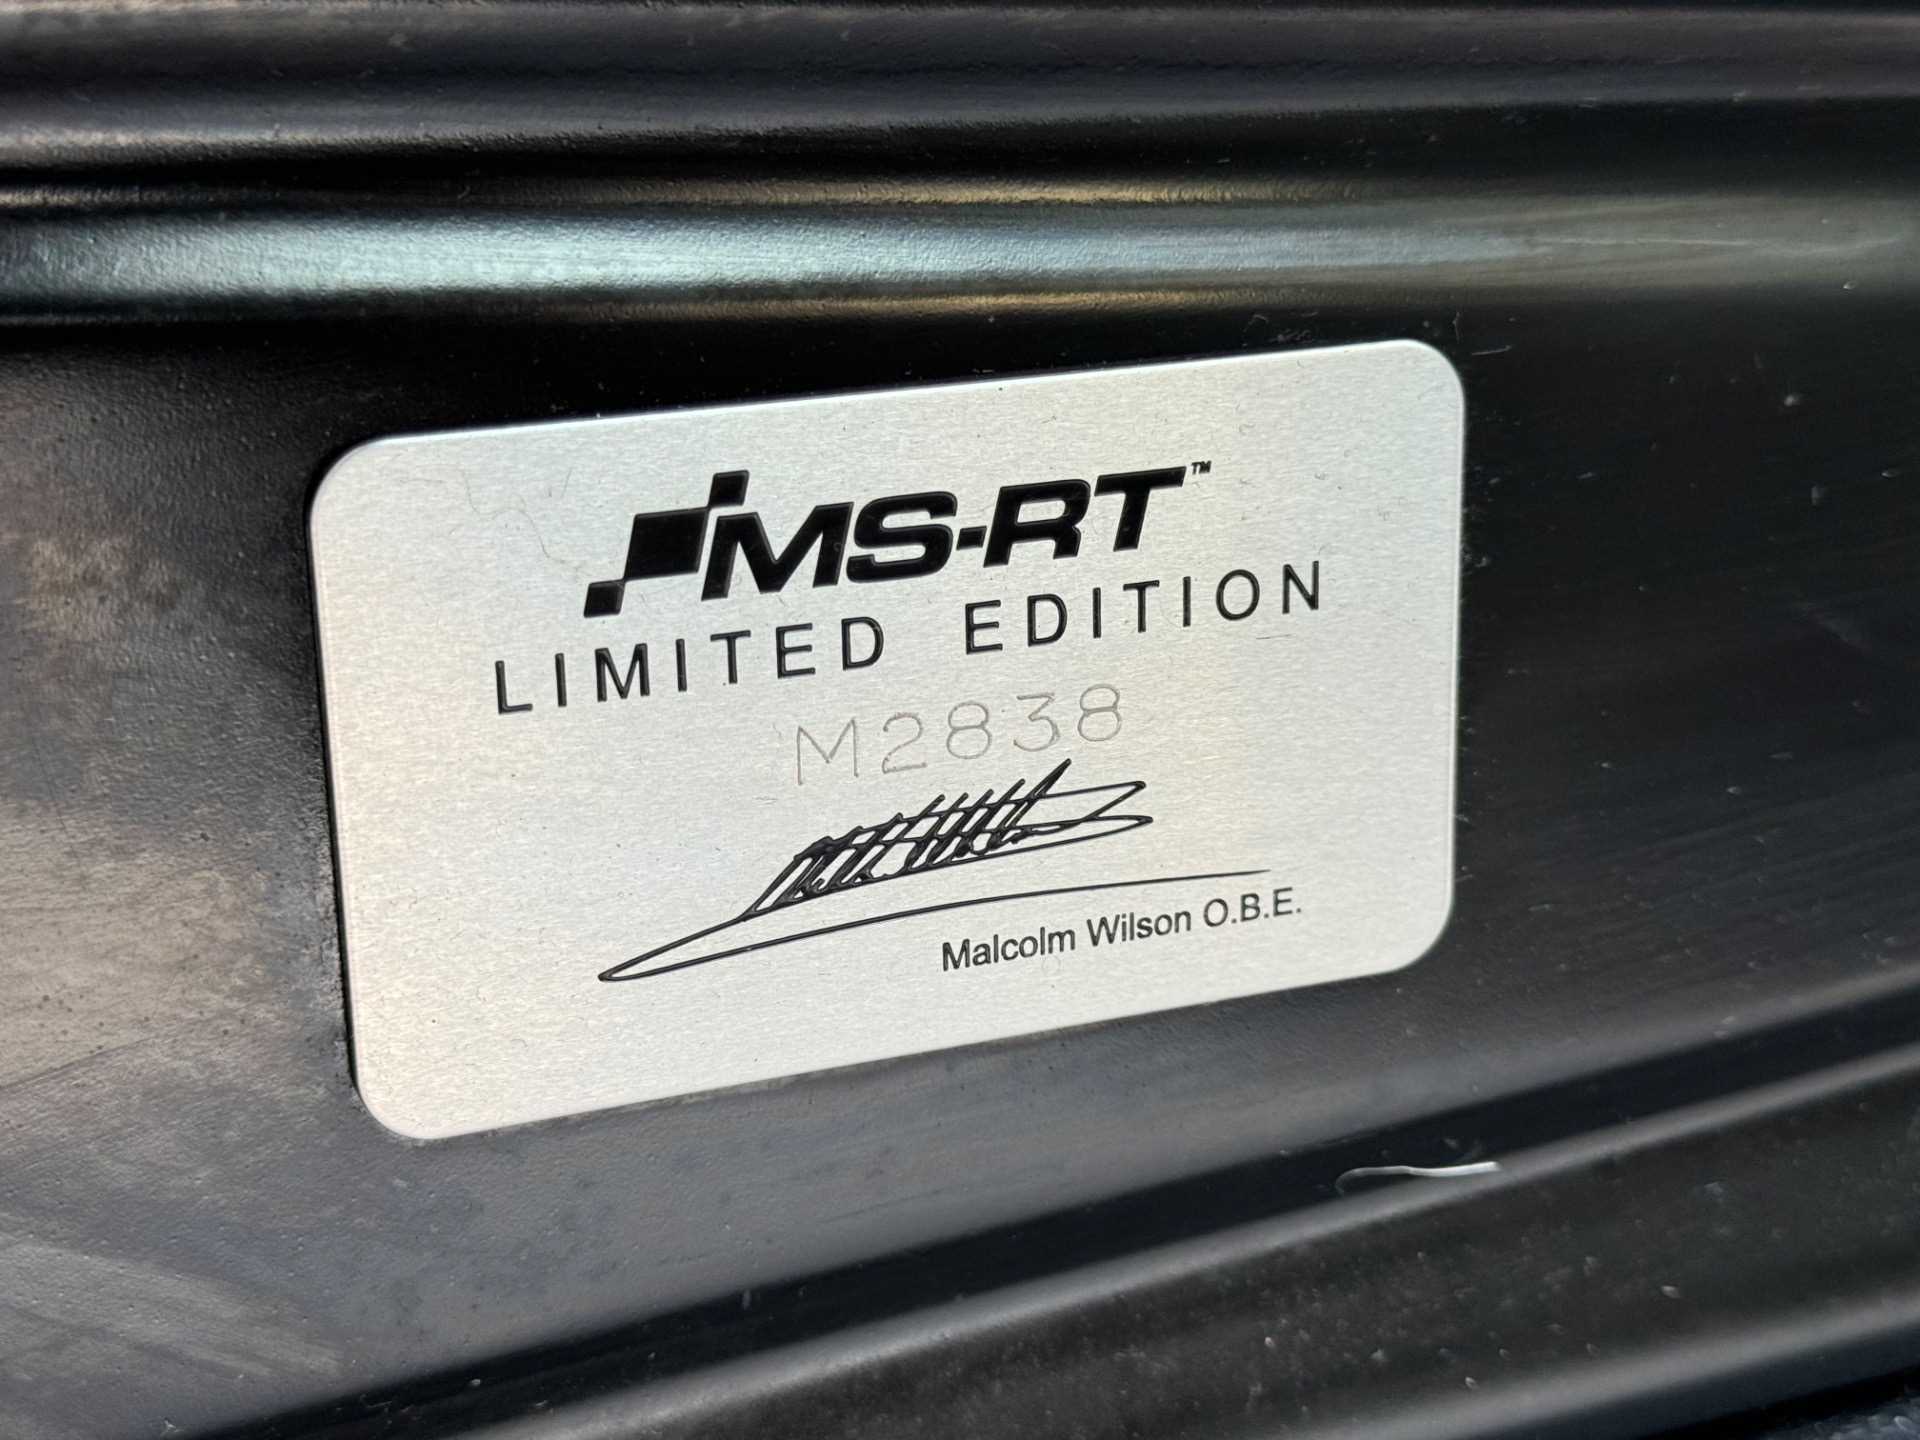 MS-RT™
LIMITED EDITION
M2838
Malcolm Wilson O.B.E.